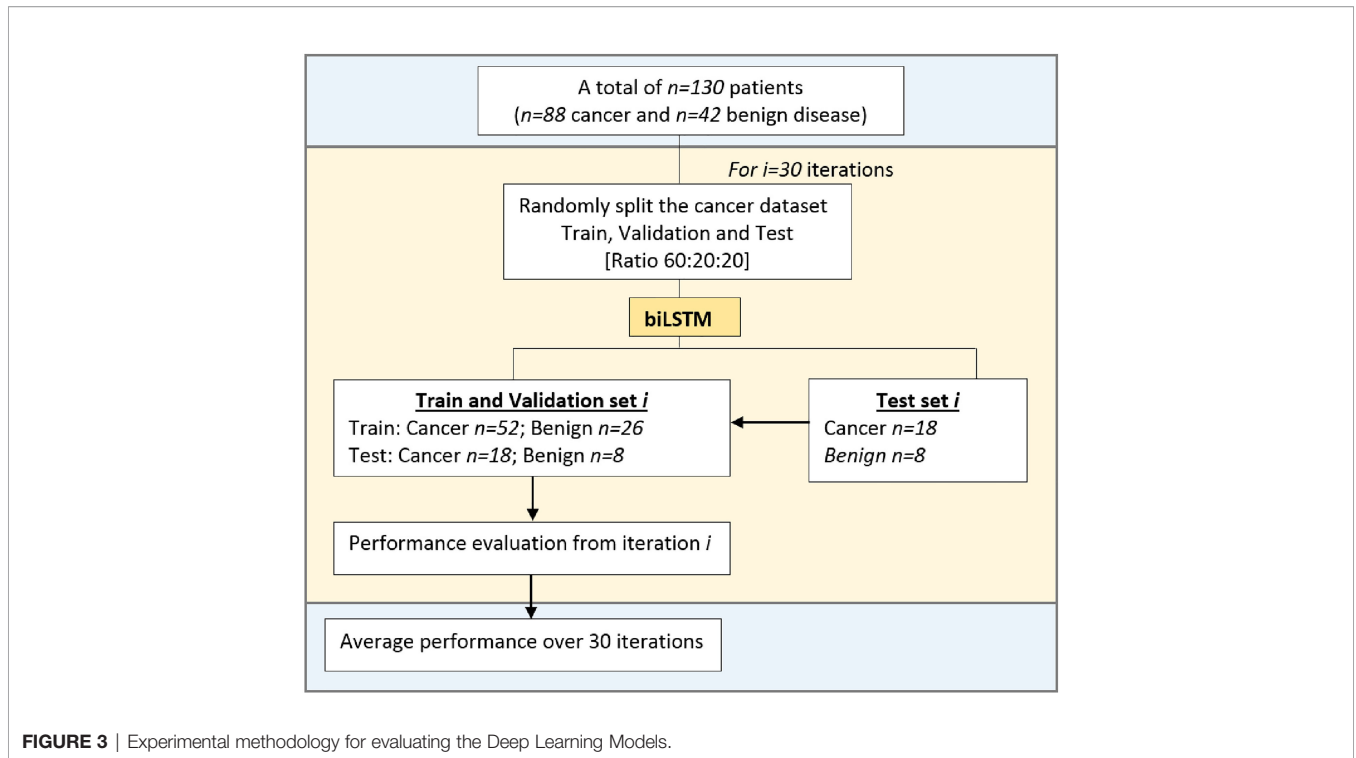 A total of n=130 patients
(n=88 cancer and n=42 benign disease)
For i=30 iterations
Randomly split the cancer dataset
Train, Validation and Test
[Ratio 60:20:20]
biLSTM
Train and Validation set i
Train: Cancer n=52; Benign n=26
Test: Cancer n=18; Benign n=8
Test set i
Cancer n=18
Benign n=8
Performance evaluation from iteration i
Average performance over 30 iterations
FIGURE 3 | Experimental methodology for evaluating the Deep Learning Models.